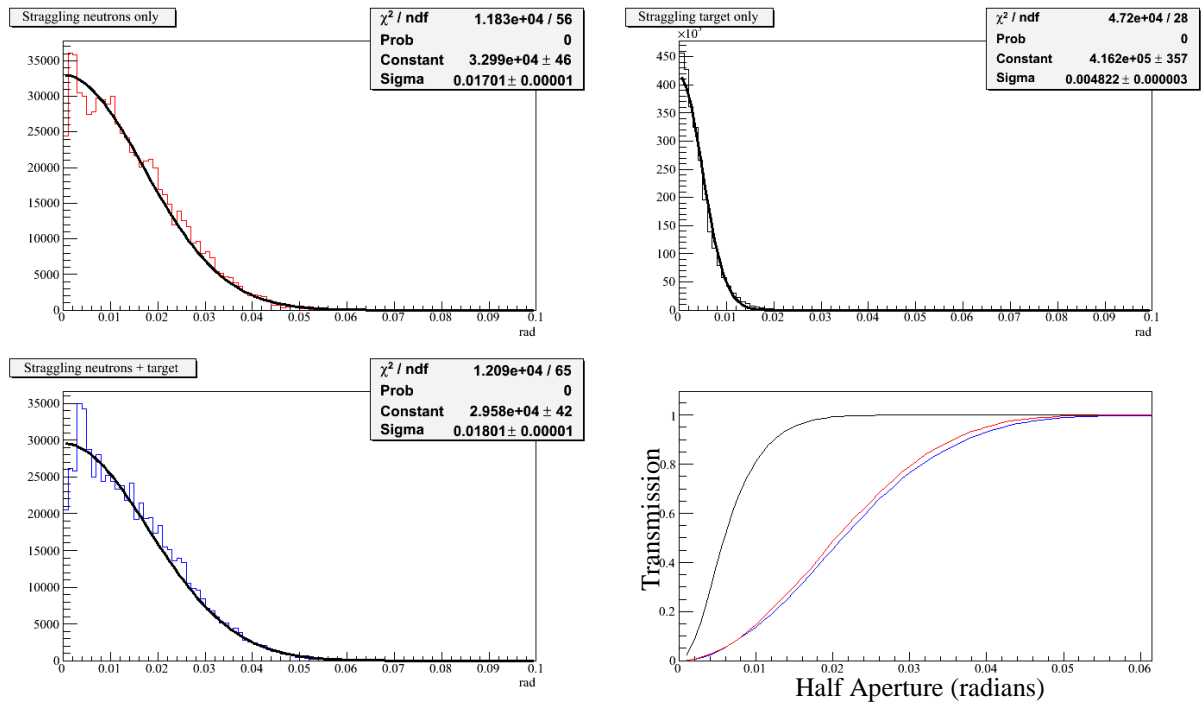 Straggling neutrons only
χ² / ndf 1.183e+04 / 56
Prob 0
Constant 3.299e+04 ± 46
Sigma 0.01701± 0.00001
35000
30000
25000
20000
15000
10000
5000
0
0 0.01 0.02 0.03 0.04 0.05 0.06 0.07 0.08 0.09 0.1
rad
Straggling target only
χ² / ndf 4.72e+04 / 28
Prob 0
Constant 4.162e+05 ± 357
Sigma 0.004822 ± 0.000003
450
400
350
300
250
200
150
100
50
0
0 0.01 0.02 0.03 0.04 0.05 0.06 0.07 0.08 0.09 0.1
rad
Straggling neutrons + target
χ² / ndf 1.209e+04 / 65
Prob 0
Constant 2.958e+04 ± 42
Sigma 0.01801± 0.00001
35000
30000
25000
20000
15000
10000
5000
0
0 0.01 0.02 0.03 0.04 0.05 0.06 0.07 0.08 0.09 0.1
rad
Transmission
1
0.8
0.6
0.4
0.2
0
0.01 0.02 0.03 0.04 0.05 0.06
Half Aperture (radians)